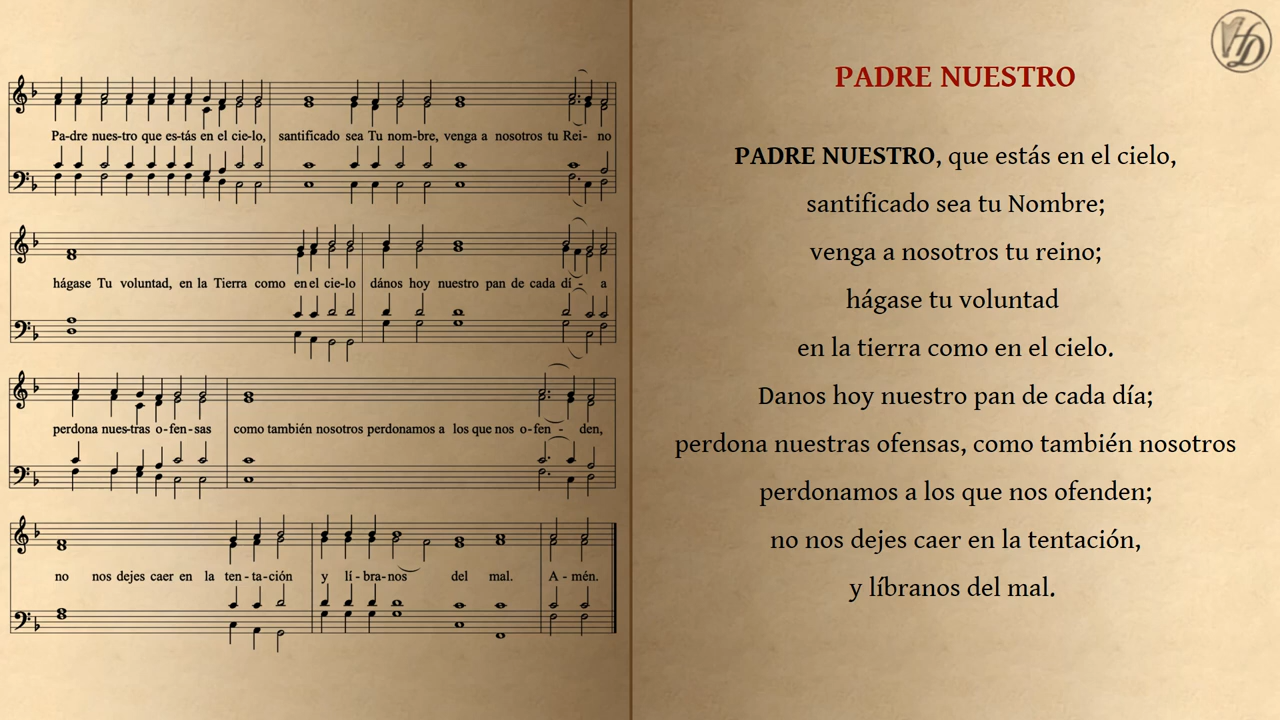 Pa-dre nues-tro que es-tás en el cie-lo, santificado sea Tu nom-bre, venga a nosotros tu Rei- no
hágase Tu voluntad, en la Tierra como en el cie-lo dános hoy nuestro pan de cada dí - a
perdona nues-tras o-fen-sas como también nosotros perdonamos a los que nos o-fen - den,
no nos dejes caer en la ten-ta-ción y lí-bra-nos del mal. A-mén.
HD
PADRE NUESTRO
PADRE NUESTRO, que estás en el cielo,
santificado sea tu Nombre;
venga a nosotros tu reino;
hágase tu voluntad
en la tierra como en el cielo.
Danos hoy nuestro pan de cada día;
perdona nuestras ofensas, como también nosotros
perdonamos a los que nos ofenden;
no nos dejes caer en la tentación,
y líbranos del mal.